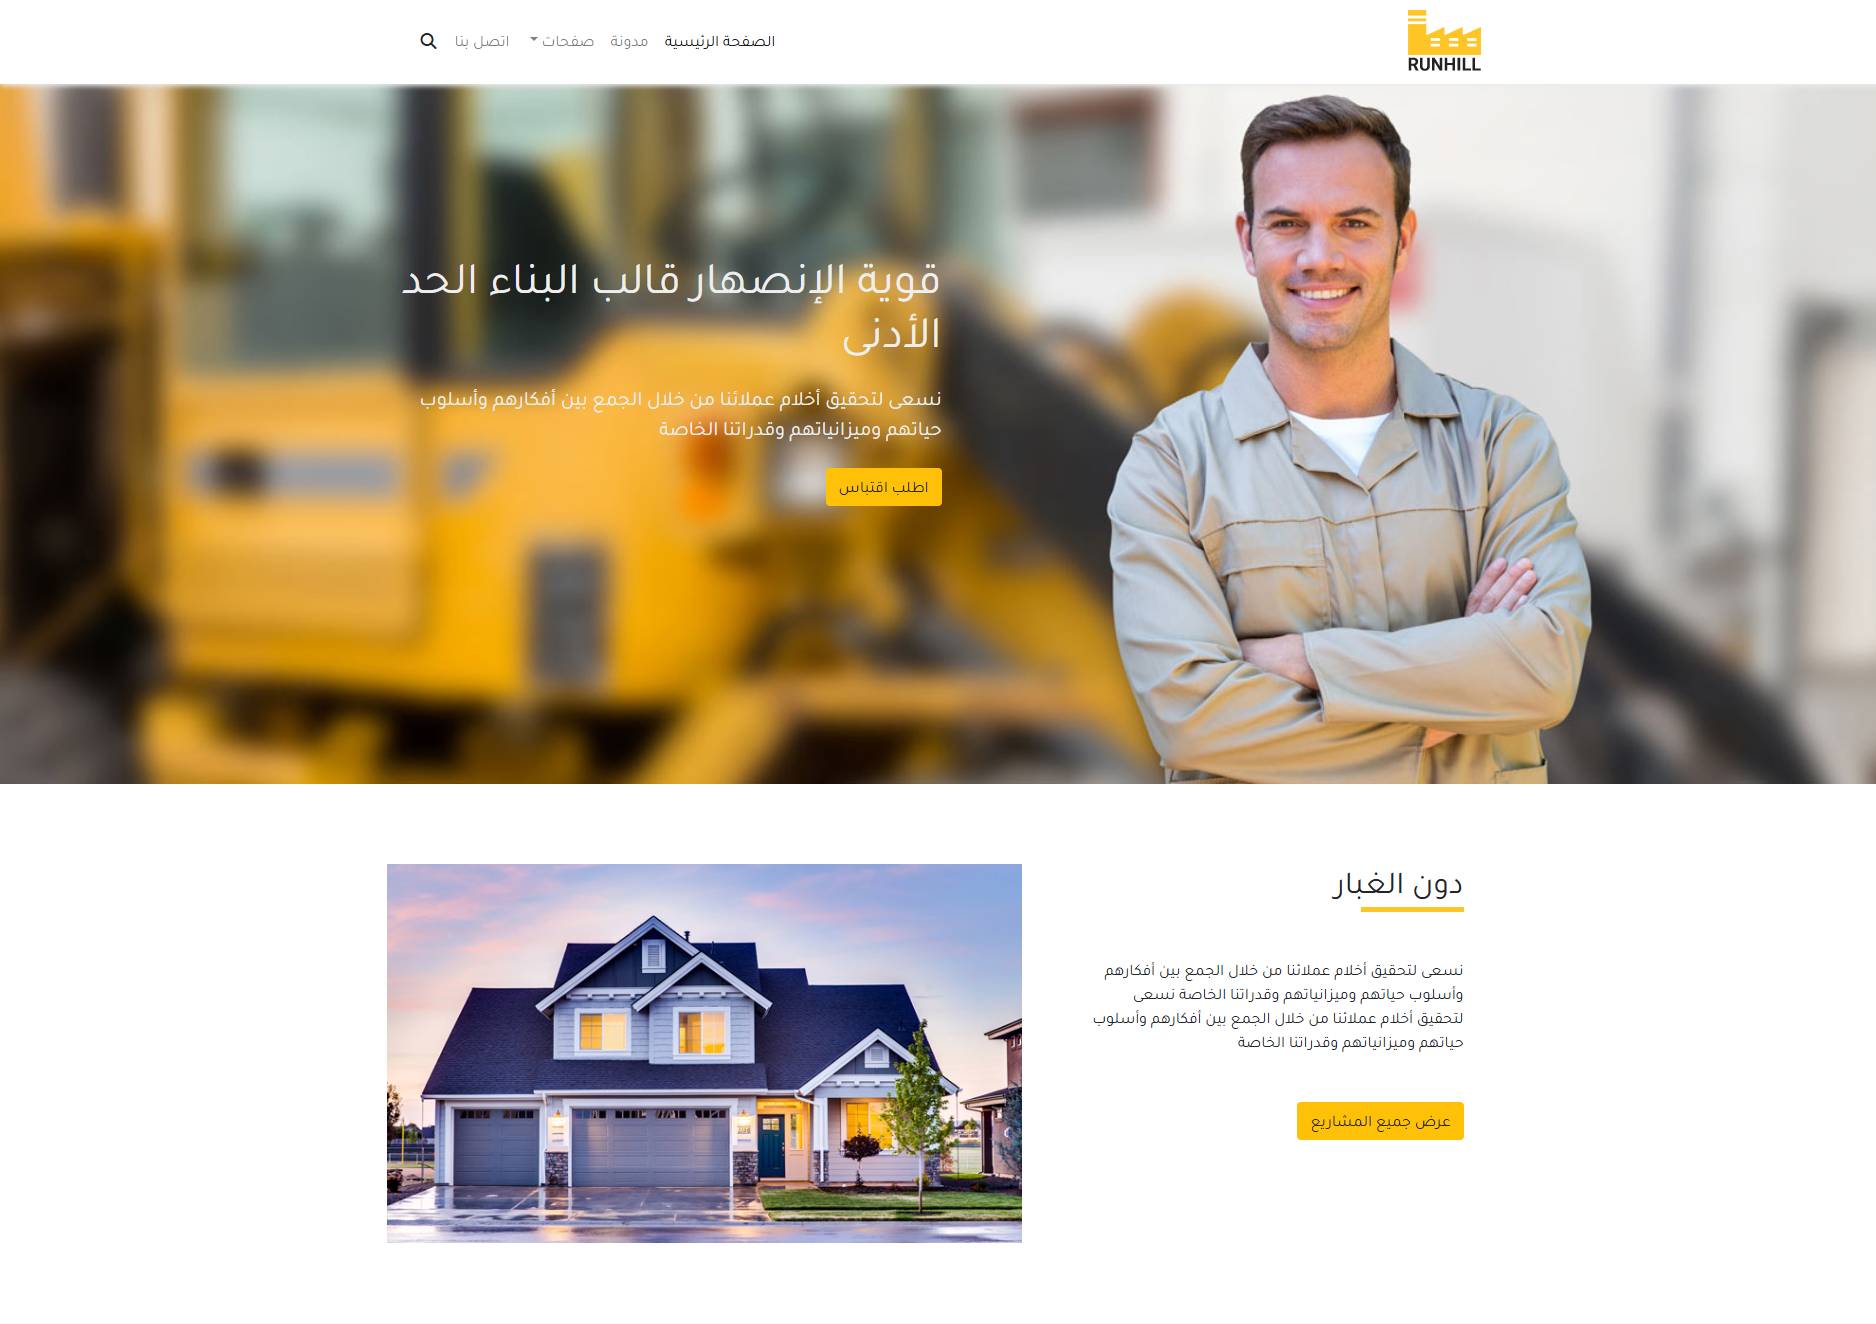 RUNHILL
الصفحة الرئيسية
مدونة
صفحات
اتصل بنا
قوية الإنصهار قالب البناء الحد
الأدنى
نسعى لتحقيق أخلام عملائنا من خلال الجمع بين أفكارهم وأسلوب
حياتهم وميزانياتهم وقدراتنا الخاصة
اطلب اقتباس
دون الغبار
نسعى لتحقيق أخلام عملائنا من خلال الجمع بين أفكارهم
وأسلوب حياتهم وميزانياتهم وقدراتنا الخاصة نسعى
لتحقيق أخلام عملائنا من خلال الجمع بين أفكارهم وأسلوب
حياتهم وميزانياتهم وقدراتنا الخاصة
عرض جميع المشاريع